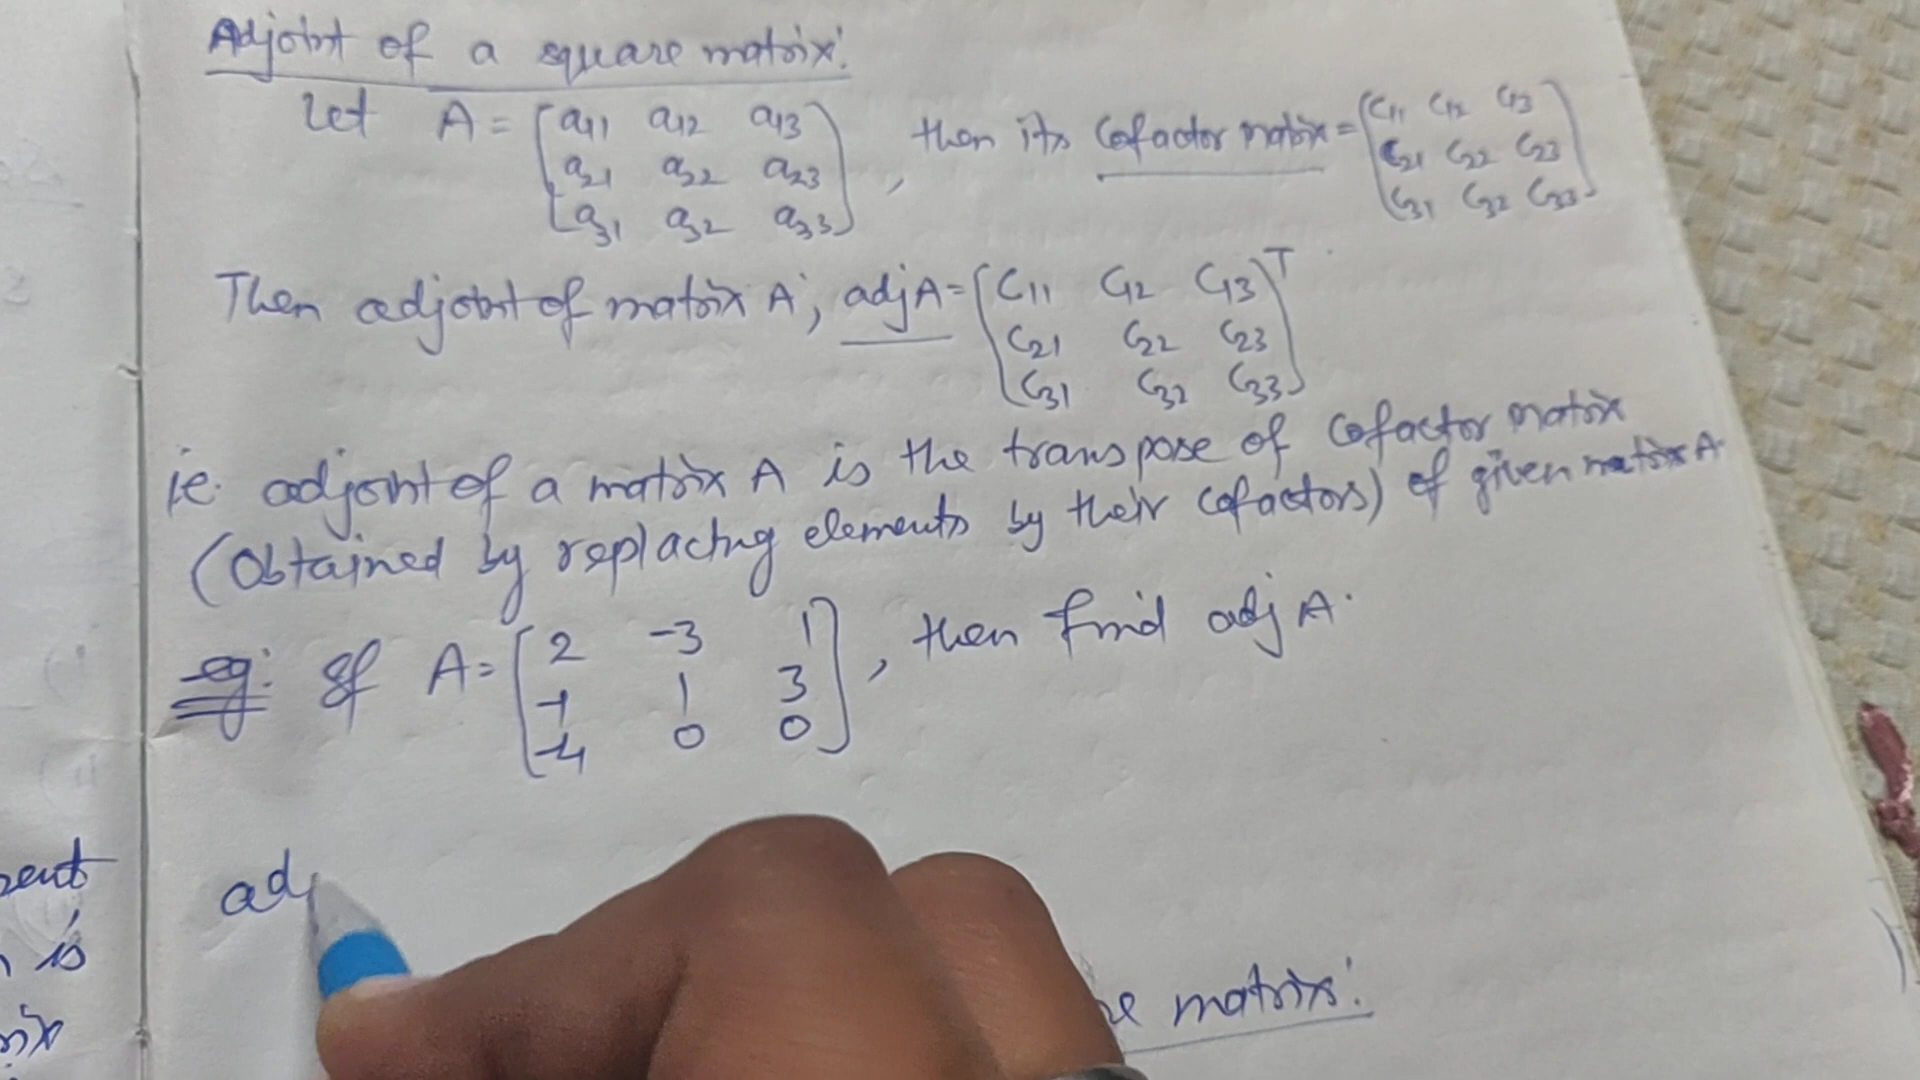 Adjoint of a square matrix:
Let A = [a11 a12 a13
a21 a22 a23
a31 a32 a33] , then its Cofactor matrix = [C11 C12 C13
C21 C22 C23
C31 C32 C33]
Then adjoint of matrix A, adj A = [C11 C12 C13
C21 C22 C23
C31 C32 C33]T
ie. adjoint of a matrix A is the transpose of Cofactor matrix
(Obtained by replacing elements by their Cofactors) of given matrix A.
eg: If A = [2 -3 1
-1 1 3
-4 0 0] , then find adj A.
adj
matrix:
is